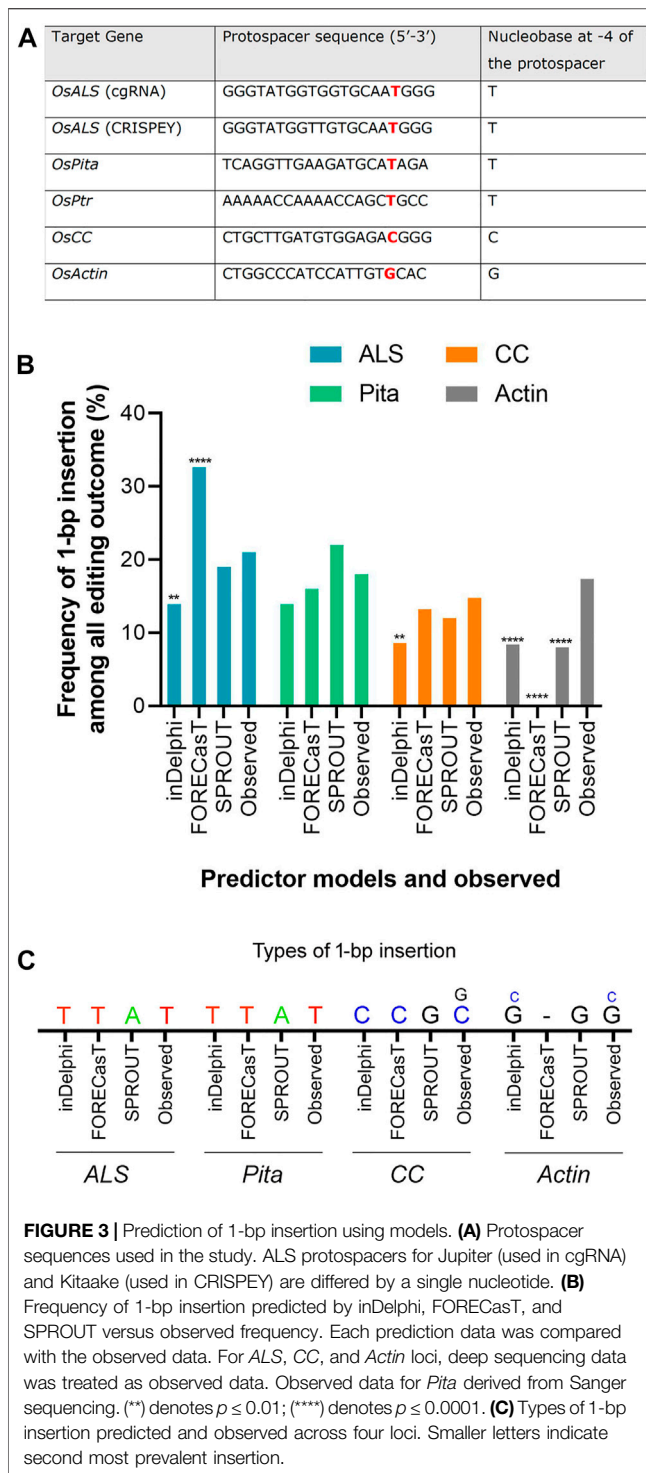 A
Target Gene Protospacer sequence (5'-3') Nucleobase at -4 of the protospacer
OsALS (cgRNA) GGGTATGGTGGTGCAATGGG T
OsALS (CRISPEY) GGGTATGGTTGTGCAATGGG T
OsPita TCAGGTTGAAGATGCATAGA T
OsPtr AAAAACCAAAACCAGCTGCC T
OsCC CTGCTTGATGTGGAGACGGG C
OsActin CTGGCCCATCCATTGTGCAC G
B
ALS CC
Pita Actin
Frequency of 1-bp insertion
among all editing outcome (%)
40
30
20
10
0
** **** ** **** **** ****
inDelphi FORECasT SPROUT Observed inDelphi FORECasT SPROUT Observed inDelphi FORECasT SPROUT Observed inDelphi FORECasT SPROUT Observed
Predictor models and observed
C
Types of 1-bp insertion
G C C
T T A T T T A T C C G C G - G G
inDelphi FORECasT SPROUT Observed inDelphi FORECasT SPROUT Observed inDelphi FORECasT SPROUT Observed inDelphi FORECasT SPROUT Observed
ALS Pita CC Actin
FIGURE 3 | Prediction of 1-bp insertion using models. (A) Protospacer
sequences used in the study. ALS protospacers for Jupiter (used in cgRNA)
and Kitaake (used in CRISPEY) are differed by a single nucleotide. (B)
Frequency of 1-bp insertion predicted by inDelphi, FORECasT, and
SPROUT versus observed frequency. Each prediction data was compared
with the observed data. For ALS, CC, and Actin loci, deep sequencing data
was treated as observed data. Observed data for Pita derived from Sanger
sequencing. (**) denotes p ≤ 0.01; (****) denotes p ≤ 0.0001. (C) Types of 1-bp
insertion predicted and observed across four loci. Smaller letters indicate
second most prevalent insertion.